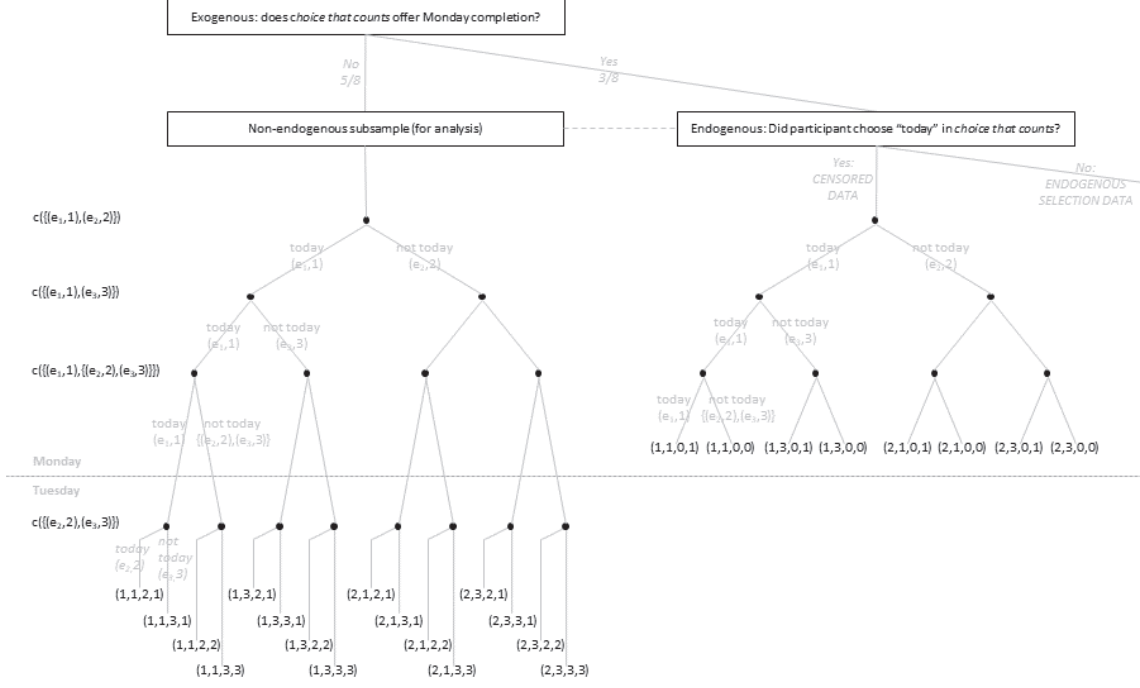 Exogenous: does choice that counts offer Monday completion?
No
5/8
Yes
3/8
Non-endogenous subsample (for analysis)
Endogenous: Did participant choose “today” in choice that counts?
Yes:
CENSORED
DATA
No:
ENDOGENOUS
SELECTION DATA
c({(e₁,1),(e₂,2)})
today
(e₁,1)
not today
(e₂,2)
today
(e₁,1)
not today
(e₂,2)
c({(e₁,1),(e₃,3)})
today
(e₁,1)
not today
(e₃,3)
today
(e₁,1)
not today
(e₃,3)
c({(e₁,1),{(e₂,2),(e₃,3)}})
today
(e₁,1)
not today
{(e₂,2),(e₃,3)}
today
(e₁,1)
not today
{(e₂,2),(e₃,3)}
(1,1,0,1) (1,1,0,0) (1,3,0,1) (1,3,0,0) (2,1,0,1) (2,1,0,0) (2,3,0,1) (2,3,0,0)
Monday
Tuesday
c({(e₂,2),(e₃,3)})
today
(e₂,2)
not
today
(e₃,3)
(1,1,2,1) (1,3,2,1) (2,1,2,1) (2,3,2,1)
(1,1,3,1) (1,3,3,1) (2,1,3,1) (2,3,3,1)
(1,1,2,2) (1,3,2,2) (2,1,2,2) (2,3,2,2)
(1,1,3,3) (1,3,3,3) (2,1,3,3) (2,3,3,3)